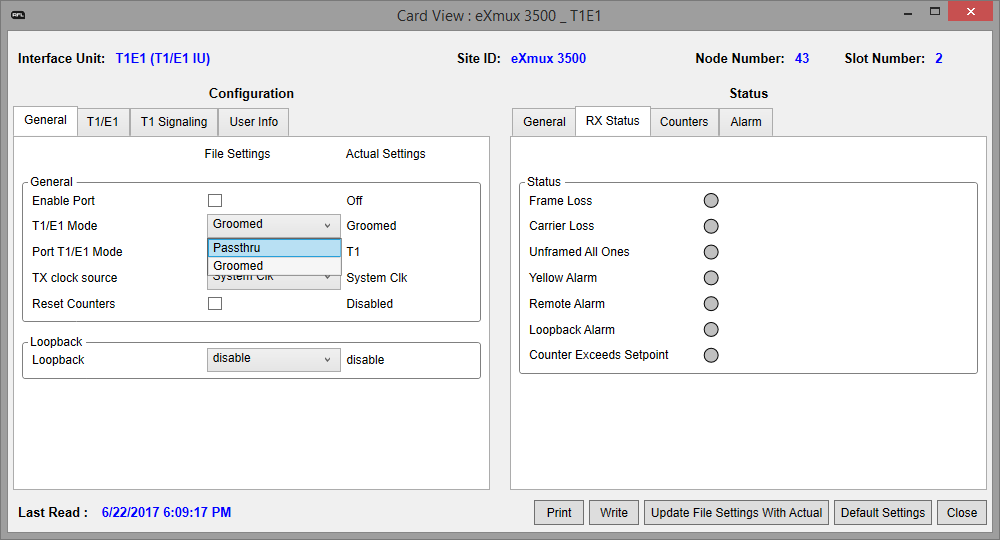 AFL
Card View : eXmux 3500 _ T1E1
Interface Unit: T1E1 (T1/E1 IU) Site ID: eXmux 3500 Node Number: 43 Slot Number: 2
Configuration
General T1/E1 T1 Signaling User Info
File Settings Actual Settings
General
Enable Port Off
T1/E1 Mode Groomed Groomed
Passthru
Port T1/E1 Mode T1
Groomed
TX clock source System Clk System Clk
Reset Counters Disabled
Loopback
Loopback disable disable
Status
General RX Status Counters Alarm
Status
Frame Loss
Carrier Loss
Unframed All Ones
Yellow Alarm
Remote Alarm
Loopback Alarm
Counter Exceeds Setpoint
Last Read : 6/22/2017 6:09:17 PM
Print Write Update File Settings With Actual Default Settings Close